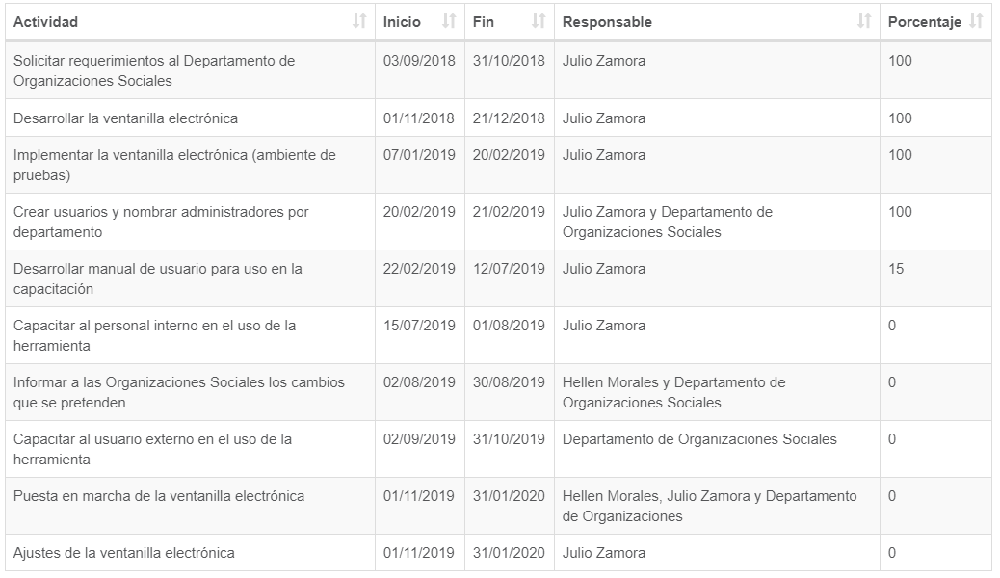 Actividad Inicio Fin Responsable Porcentaje
Solicitar requerimientos al Departamento de 03/09/2018 31/10/2018 Julio Zamora 100
Organizaciones Sociales
Desarrollar la ventanilla electrónica 01/11/2018 21/12/2018 Julio Zamora 100
Implementar la ventanilla electrónica (ambiente de 07/01/2019 20/02/2019 Julio Zamora 100
pruebas)
Crear usuarios y nombrar administradores por 20/02/2019 21/02/2019 Julio Zamora y Departamento de 100
departamento Organizaciones Sociales
Desarrollar manual de usuario para uso en la 22/02/2019 12/07/2019 Julio Zamora 15
capacitación
Capacitar al personal interno en el uso de la 15/07/2019 01/08/2019 Julio Zamora 0
herramienta
Informar a las Organizaciones Sociales los cambios 02/08/2019 30/08/2019 Hellen Morales y Departamento de 0
que se pretenden Organizaciones Sociales
Capacitar al usuario externo en el uso de la 02/09/2019 31/10/2019 Departamento de Organizaciones Sociales 0
herramienta
Puesta en marcha de la ventanilla electrónica 01/11/2019 31/01/2020 Hellen Morales, Julio Zamora y Departamento 0
de Organizaciones
Ajustes de la ventanilla electrónica 01/11/2019 31/01/2020 Julio Zamora 0